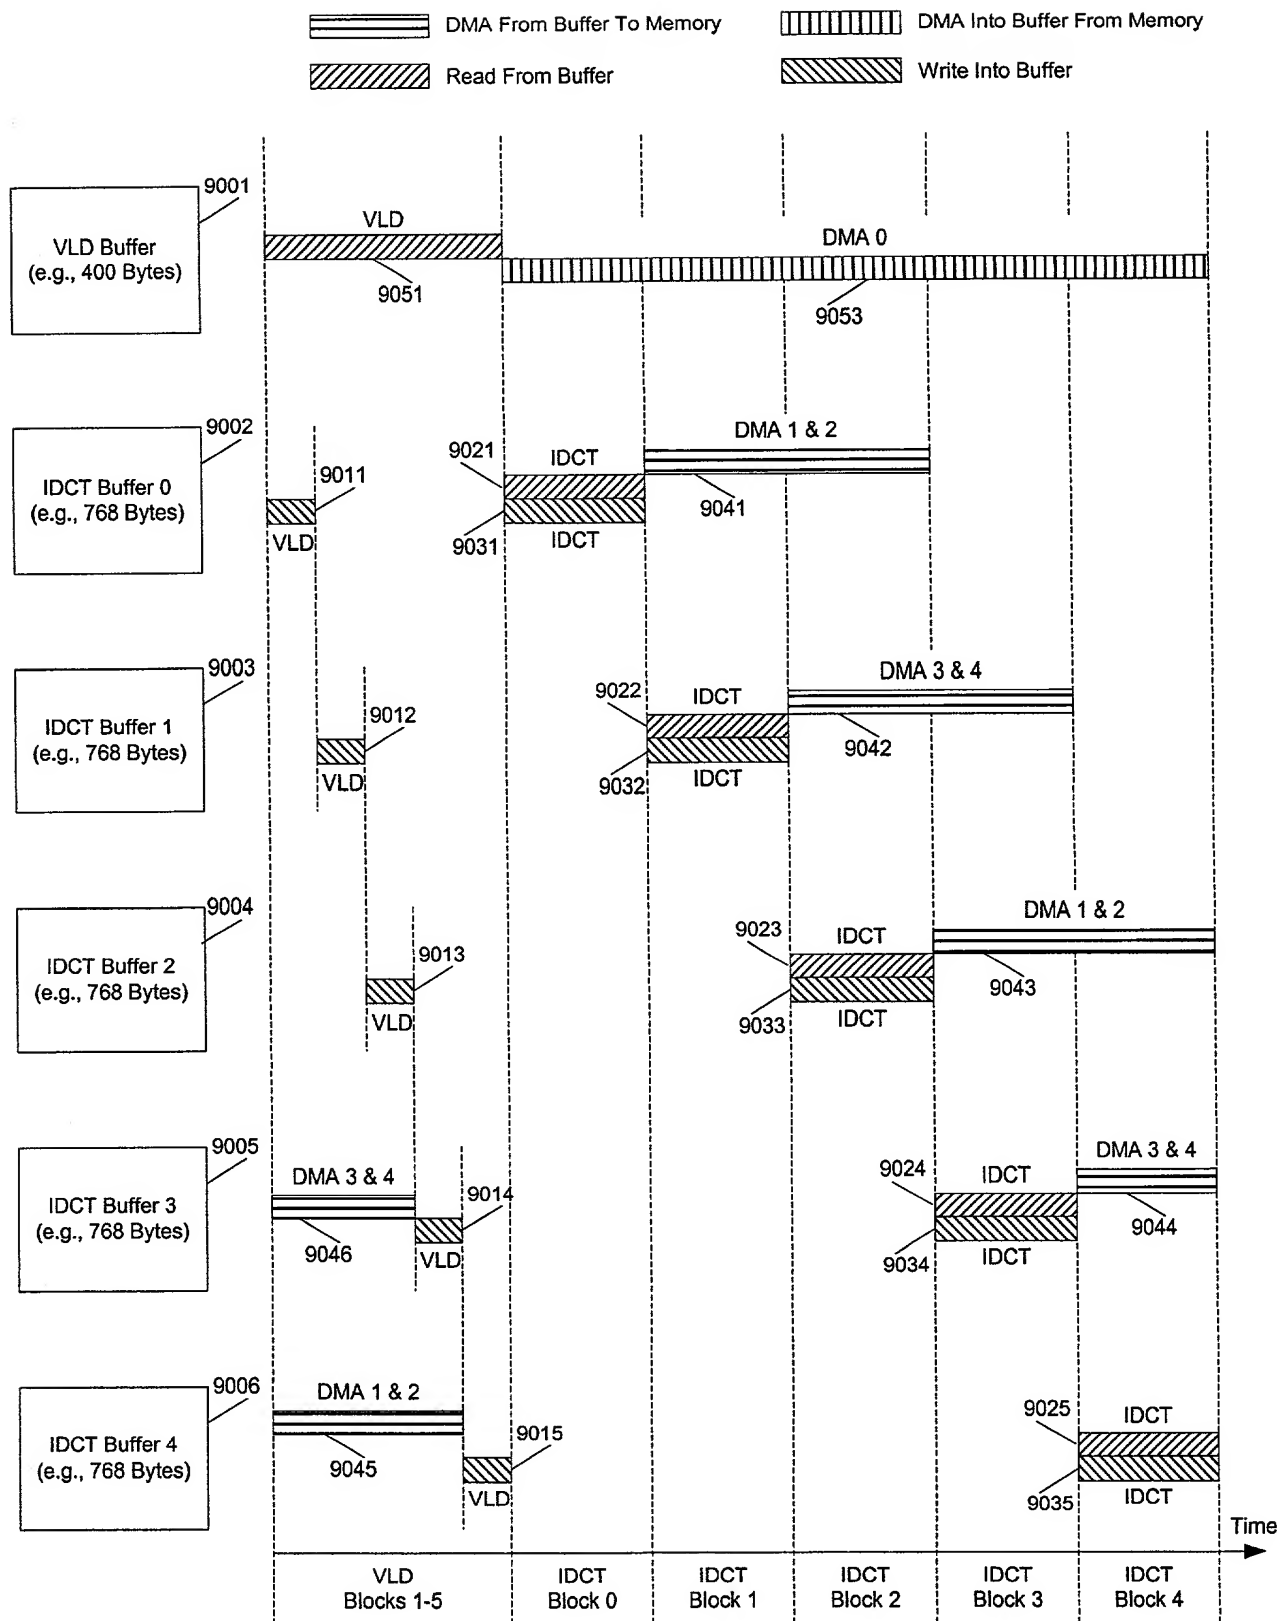 DMA From Buffer To Memory
DMA Into Buffer From Memory
Read From Buffer
Write Into Buffer
9001
VLD Buffer
(e.g., 400 Bytes)
VLD
9051
DMA 0
9053
9002
IDCT Buffer 0
(e.g., 768 Bytes)
9011
VLD
9021
IDCT
9031
IDCT
DMA 1 & 2
9041
9003
IDCT Buffer 1
(e.g., 768 Bytes)
9012
VLD
9022
IDCT
9032
IDCT
DMA 3 & 4
9042
9004
IDCT Buffer 2
(e.g., 768 Bytes)
9013
VLD
9023
IDCT
9033
IDCT
DMA 1 & 2
9043
9005
IDCT Buffer 3
(e.g., 768 Bytes)
DMA 3 & 4
9046
9014
VLD
9024
IDCT
9034
IDCT
DMA 3 & 4
9044
9006
IDCT Buffer 4
(e.g., 768 Bytes)
DMA 1 & 2
9045
9015
VLD
9025
IDCT
9035
IDCT
Time
VLD
Blocks 1-5
IDCT
Block 0
IDCT
Block 1
IDCT
Block 2
IDCT
Block 3
IDCT
Block 4